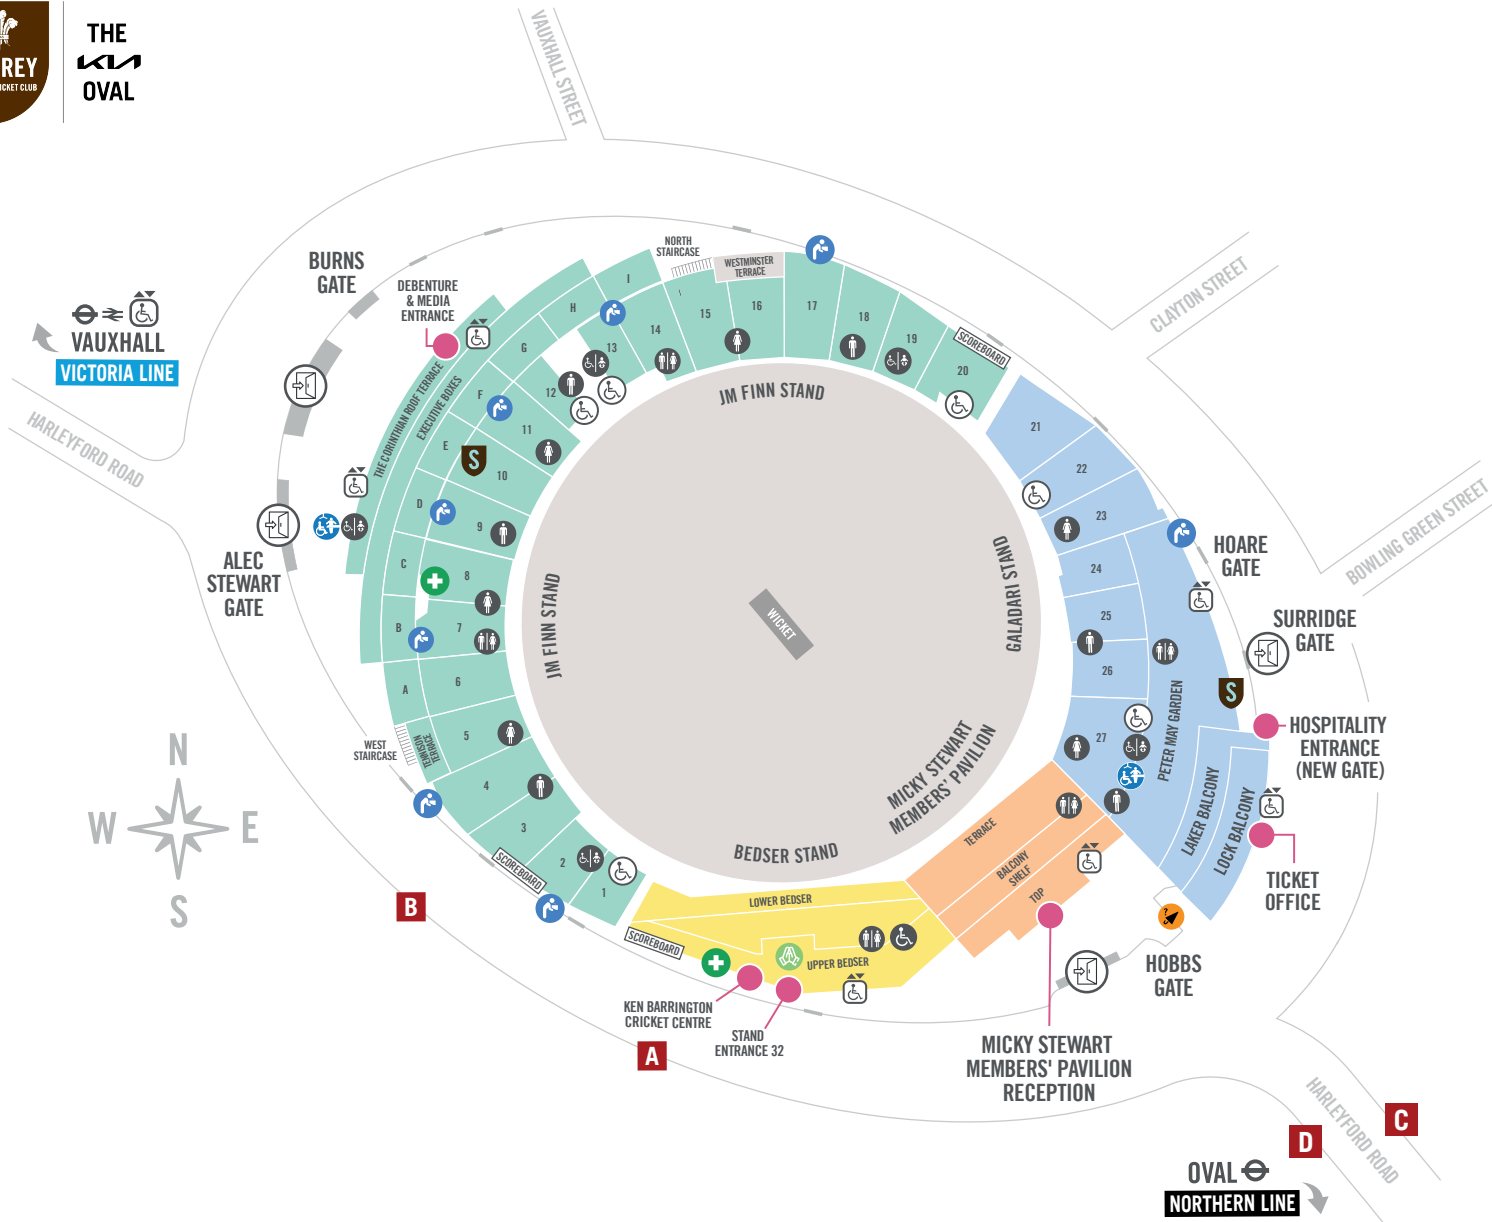 THE
KIA
OVAL
REY
ICKET CLUB
VAUXHALL STREET
CLAYTON STREET
BOWLING GREEN STREET
HARLEYFORD ROAD
VAUXHALL
VICTORIA LINE
BURNS
GATE
DEBENTURE
& MEDIA
ENTRANCE
NORTH
STAIRCASE
WESTMINSTER
TERRACE
ALEC
STEWART
GATE
THE CORINTHIAN ROOF TERRACE
EXECUTIVE BOXES
I
H
G
F
E
D
C
B
A
S
WEST
STAIRCASE
TENNISON
TERRACE
1
2
3
4
5
6
7
8
9
10
11
12
13
14
15
16
17
18
19
20
SCOREBOARD
SCOREBOARD
SCOREBOARD
JM FINN STAND
JM FINN STAND
WICKET
GALADARI STAND
MICKY STEWART
MEMBERS' PAVILION
BEDSER STAND
21
22
23
24
25
26
27
PETER MAY GARDEN
LAKER BALCONY
LOCK BALCONY
S
HOARE
GATE
SURRIDGE
GATE
HOSPITALITY
ENTRANCE
(NEW GATE)
TICKET
OFFICE
TERRACE
BALCONY
SHELF
TOP
LOWER BEDSER
UPPER BEDSER
HOBBS
GATE
KEN BARRINGTON
CRICKET CENTRE
STAND
ENTRANCE 32
MICKY STEWART
MEMBERS' PAVILION
RECEPTION
N
W
E
S
B
A
C
D
HARLEYFORD ROAD
OVAL
NORTHERN LINE
?